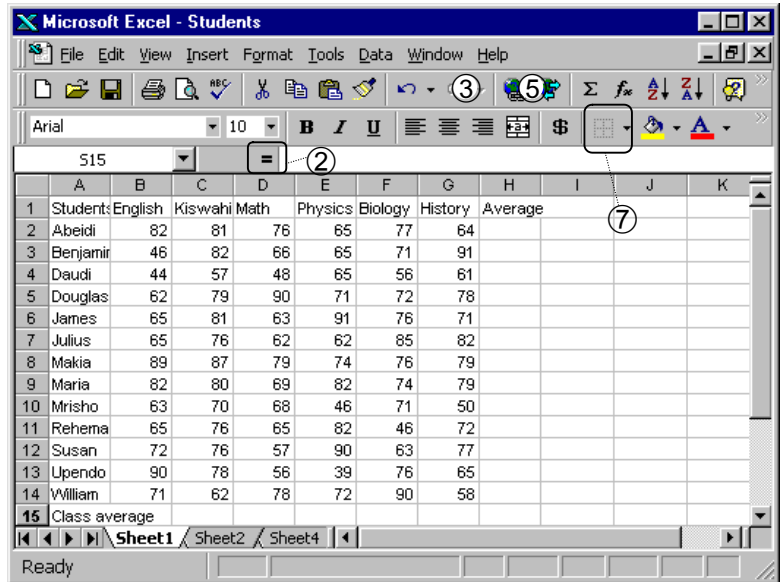 Microsoft Excel - Students
File Edit View Insert Format Tools Data Window Help
ABC 3 5 Σ fx A Z Z A ?
Arial 10 B I U a $ A
S15 = 2
A B C D E F G H I J K
1 Students English Kiswahi Math Physics Biology History Average
2 Abeidi 82 81 76 65 77 64
7
3 Benjamin 46 82 66 65 71 91
4 Daudi 44 57 48 65 56 61
5 Douglas 62 79 90 71 72 78
6 James 65 81 63 91 76 71
7 Julius 65 76 62 62 85 82
8 Makia 89 87 79 74 76 79
9 Maria 82 80 69 82 74 79
10 Mrisho 63 70 68 46 71 50
11 Rehema 65 76 65 82 46 72
12 Susan 72 76 57 90 63 77
13 Upendo 90 78 56 39 76 65
14 William 71 62 78 72 90 58
15 Class average
Sheet1 Sheet2 Sheet4
Ready